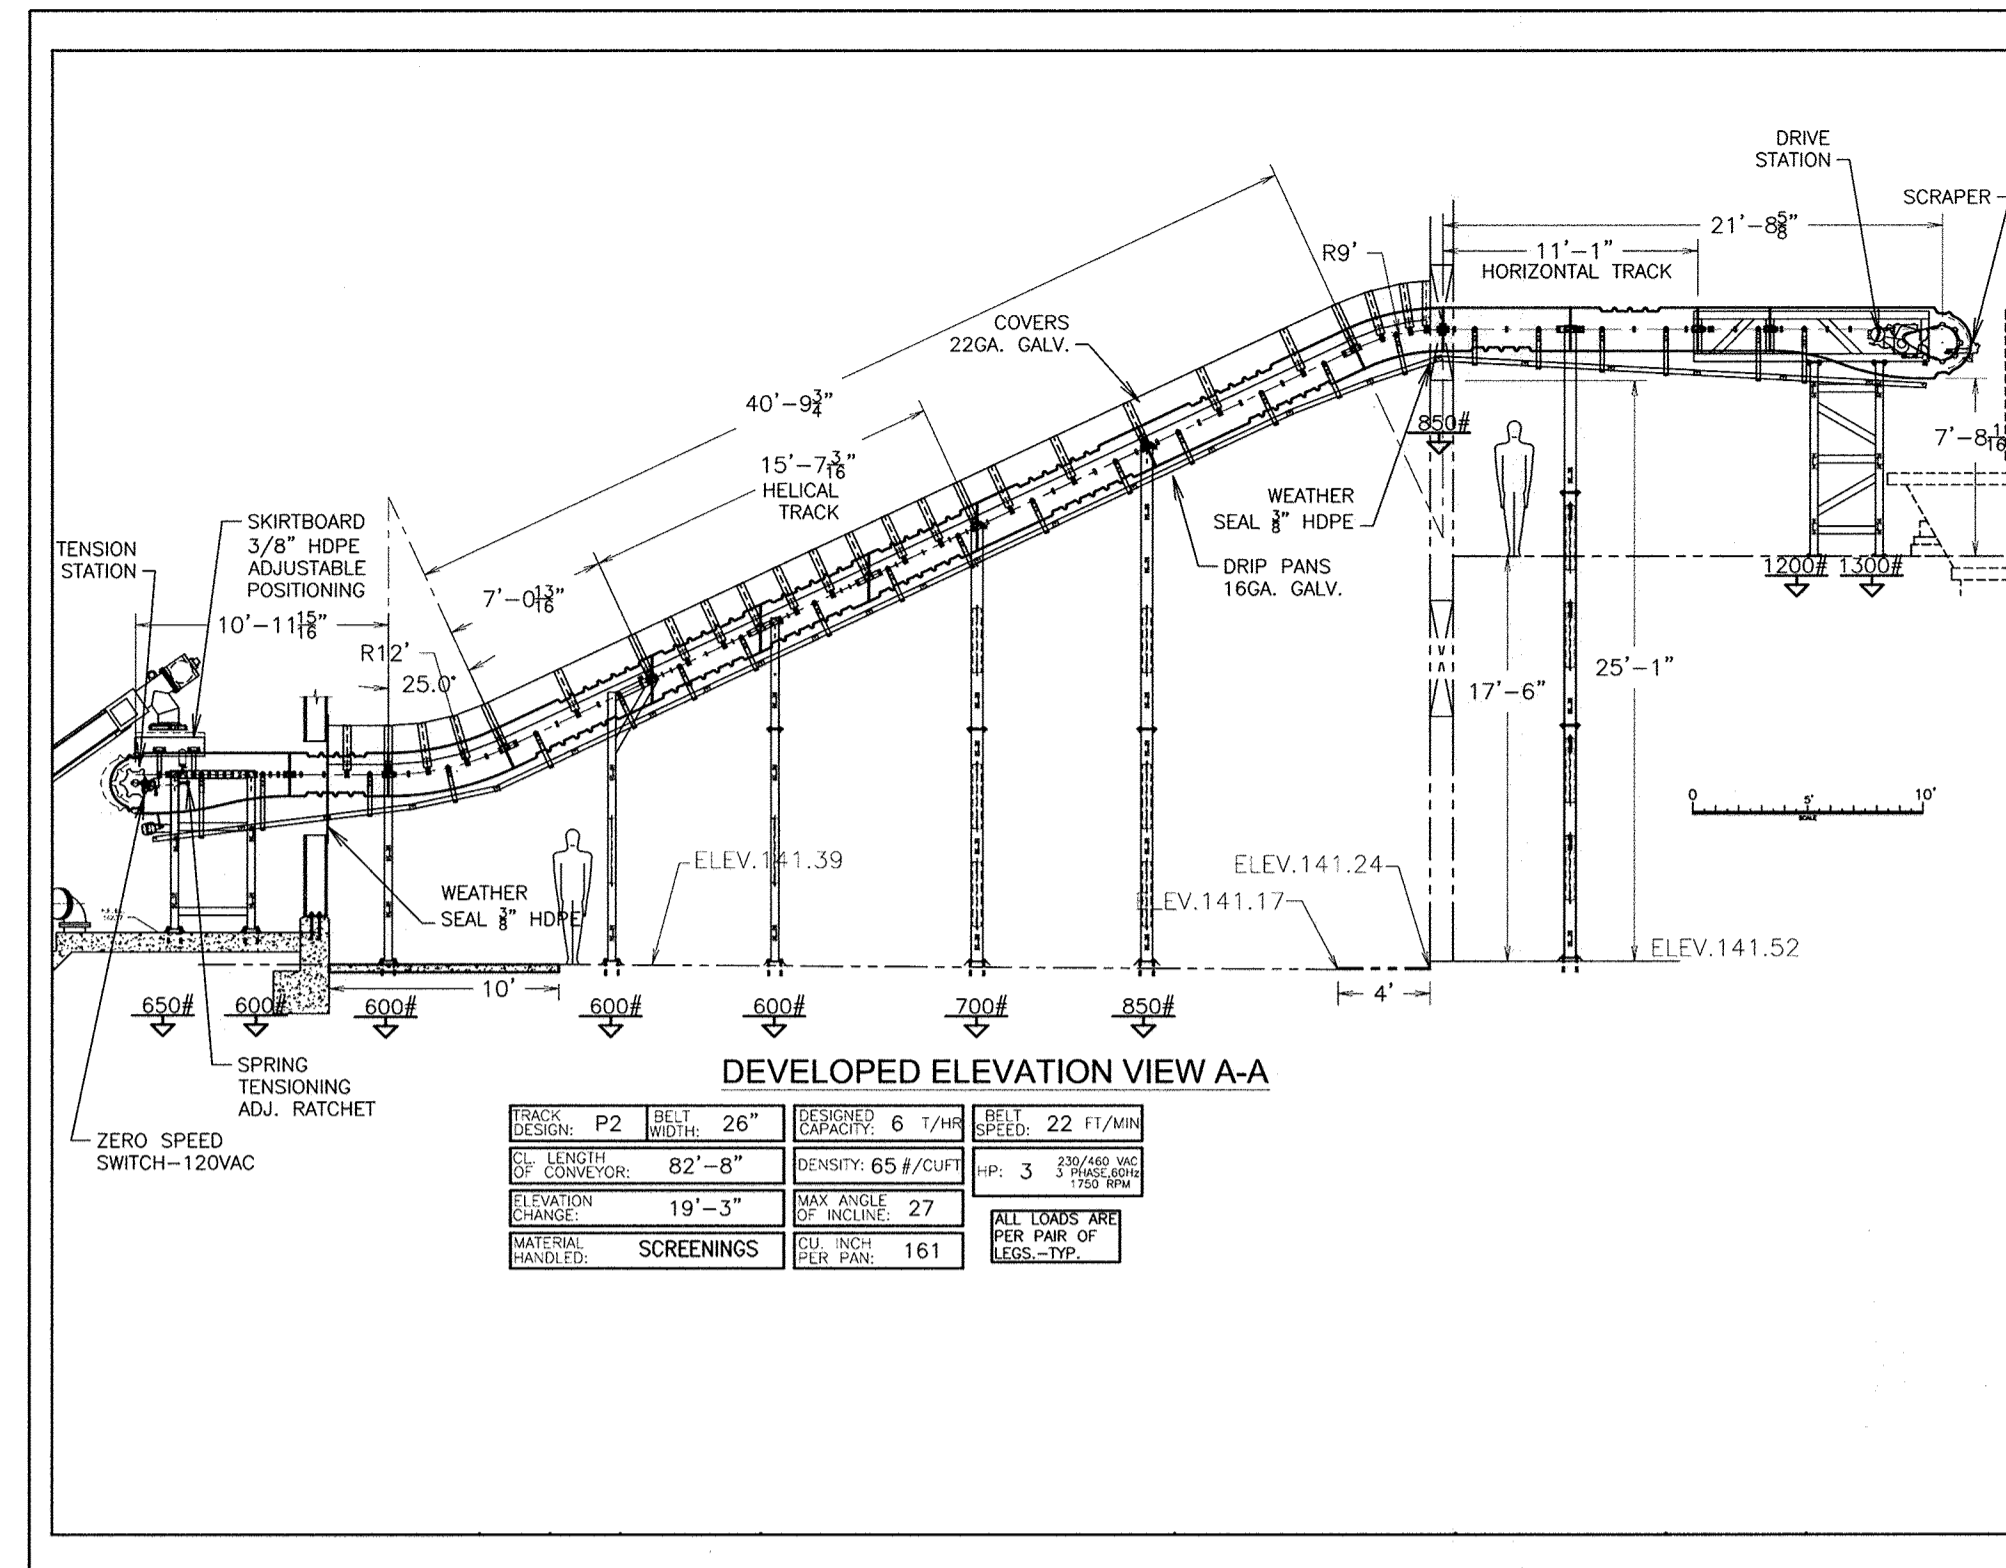 DRIVE
STATION
SCRAPER
21'-8⅝"
11'-1"
HORIZONTAL TRACK
R9'
COVERS
22GA. GALV.
40'-9¾"
15'-7 3/16"
HELICAL
TRACK
850#
7'-8
WEATHER
SEAL ⅜" HDPE
DRIP PANS
16GA. GALV.
SKIRTBOARD
3/8" HDPE
ADJUSTABLE
POSITIONING
TENSION
STATION
7'-0 13/16"
10'-11 15/16"
R12'
25.0°
1200#
1300#
17'-6"
25'-1"
0
5'
10'
SCALE
ELEV.141.39
ELEV.141.24
ELEV.141.17
ELEV.141.52
WEATHER
SEAL ⅜" HDPE
10'
4'
650#
600#
600#
600#
600#
700#
850#
SPRING
TENSIONING
ADJ. RATCHET
ZERO SPEED
SWITCH-120VAC
DEVELOPED ELEVATION VIEW A-A
TRACK DESIGN: P2
BELT WIDTH: 26"
DESIGNED CAPACITY: 6 T/HR
BELT SPEED: 22 FT/MIN
CL. LENGTH OF CONVEYOR: 82'-8"
DENSITY: 65 #/CUFT
HP: 3
230/460 VAC
3 PHASE,60Hz
1750 RPM
ELEVATION CHANGE: 19'-3"
MAX ANGLE OF INCLINE: 27
MATERIAL HANDLED: SCREENINGS
CU. INCH PER PAN: 161
ALL LOADS ARE
PER PAIR OF
LEGS.-TYP.